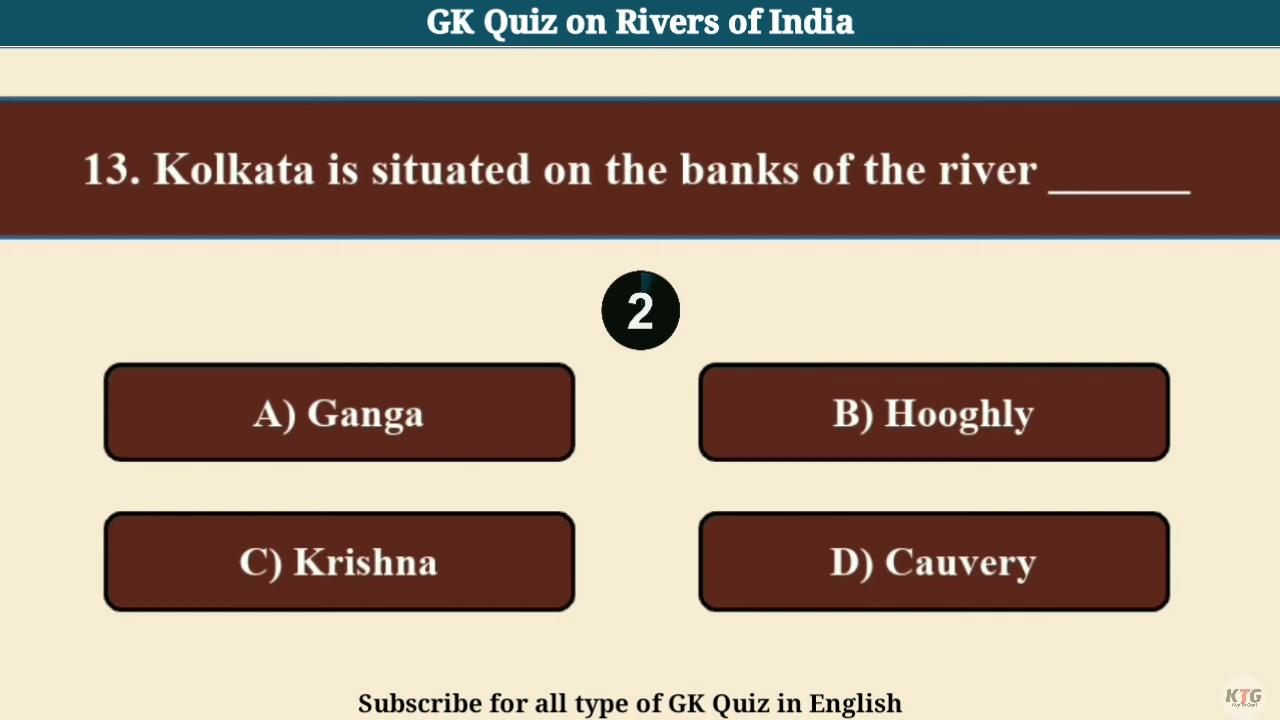 GK Quiz on Rivers of India
13. Kolkata is situated on the banks of the river ______
2
A) Ganga
B) Hooghly
C) Krishna
D) Cauvery
Subscribe for all type of GK Quiz in English
KTG